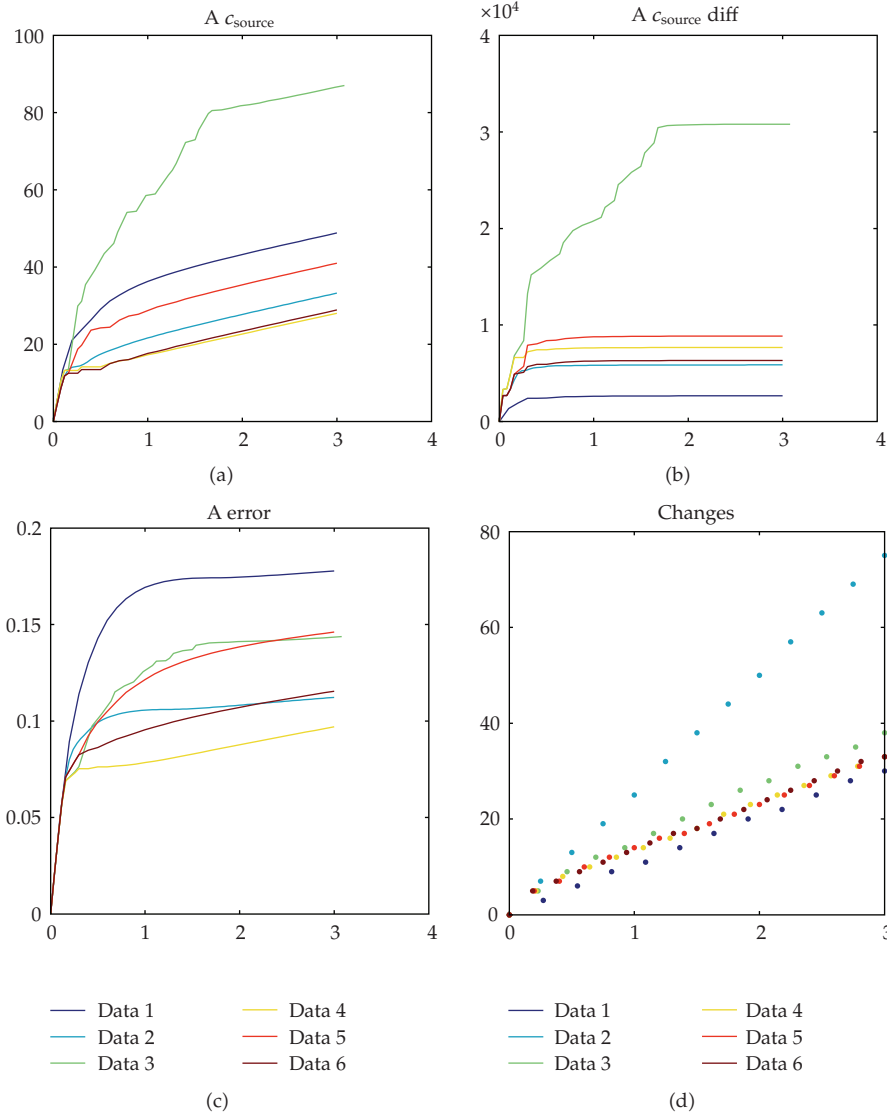 A c_source
100
80
60
40
20
0
0 1 2 3 4
(a)
A c_source diff
×10^4
4
3
2
1
0
0 1 2 3 4
(b)
A error
0.2
0.15
0.1
0.05
0
0 1 2 3 4
Changes
80
60
40
20
0
0 1 2 3
Data 1
Data 2
Data 3
Data 4
Data 5
Data 6
(c)
Data 1
Data 2
Data 3
Data 4
Data 5
Data 6
(d)